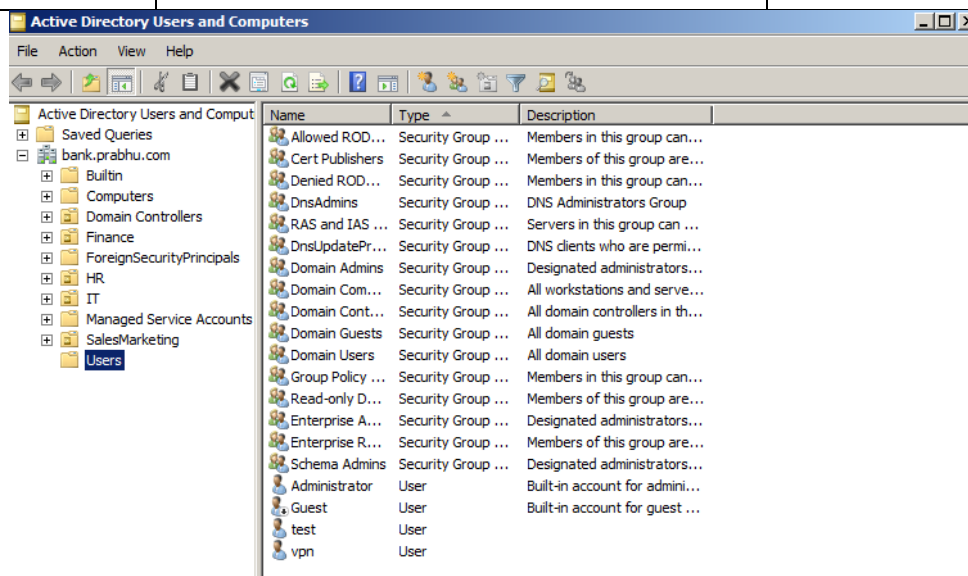 Active Directory Users and Computers
File Action View Help
Active Directory Users and Comput
Saved Queries
bank.prabhu.com
Builtin
Computers
Domain Controllers
Finance
ForeignSecurityPrincipals
HR
IT
Managed Service Accounts
SalesMarketing
Users
Name Type Description
Allowed ROD... Security Group ... Members in this group can...
Cert Publishers Security Group ... Members of this group are...
Denied ROD... Security Group ... Members in this group can...
DnsAdmins Security Group ... DNS Administrators Group
RAS and IAS ... Security Group ... Servers in this group can ...
DnsUpdatePr... Security Group ... DNS clients who are permi...
Domain Admins Security Group ... Designated administrators...
Domain Com... Security Group ... All workstations and serve...
Domain Cont... Security Group ... All domain controllers in th...
Domain Guests Security Group ... All domain guests
Domain Users Security Group ... All domain users
Group Policy ... Security Group ... Members in this group can...
Read-only D... Security Group ... Members of this group are...
Enterprise A... Security Group ... Designated administrators...
Enterprise R... Security Group ... Members of this group are...
Schema Admins Security Group ... Designated administrators...
Administrator User Built-in account for admini...
Guest User Built-in account for guest ...
test User
vpn User